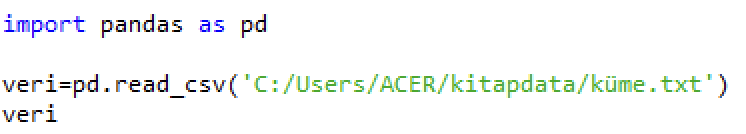 import pandas as pd
veri=pd.read_csv('C:/Users/ACER/kitapdata/küme.txt')
veri